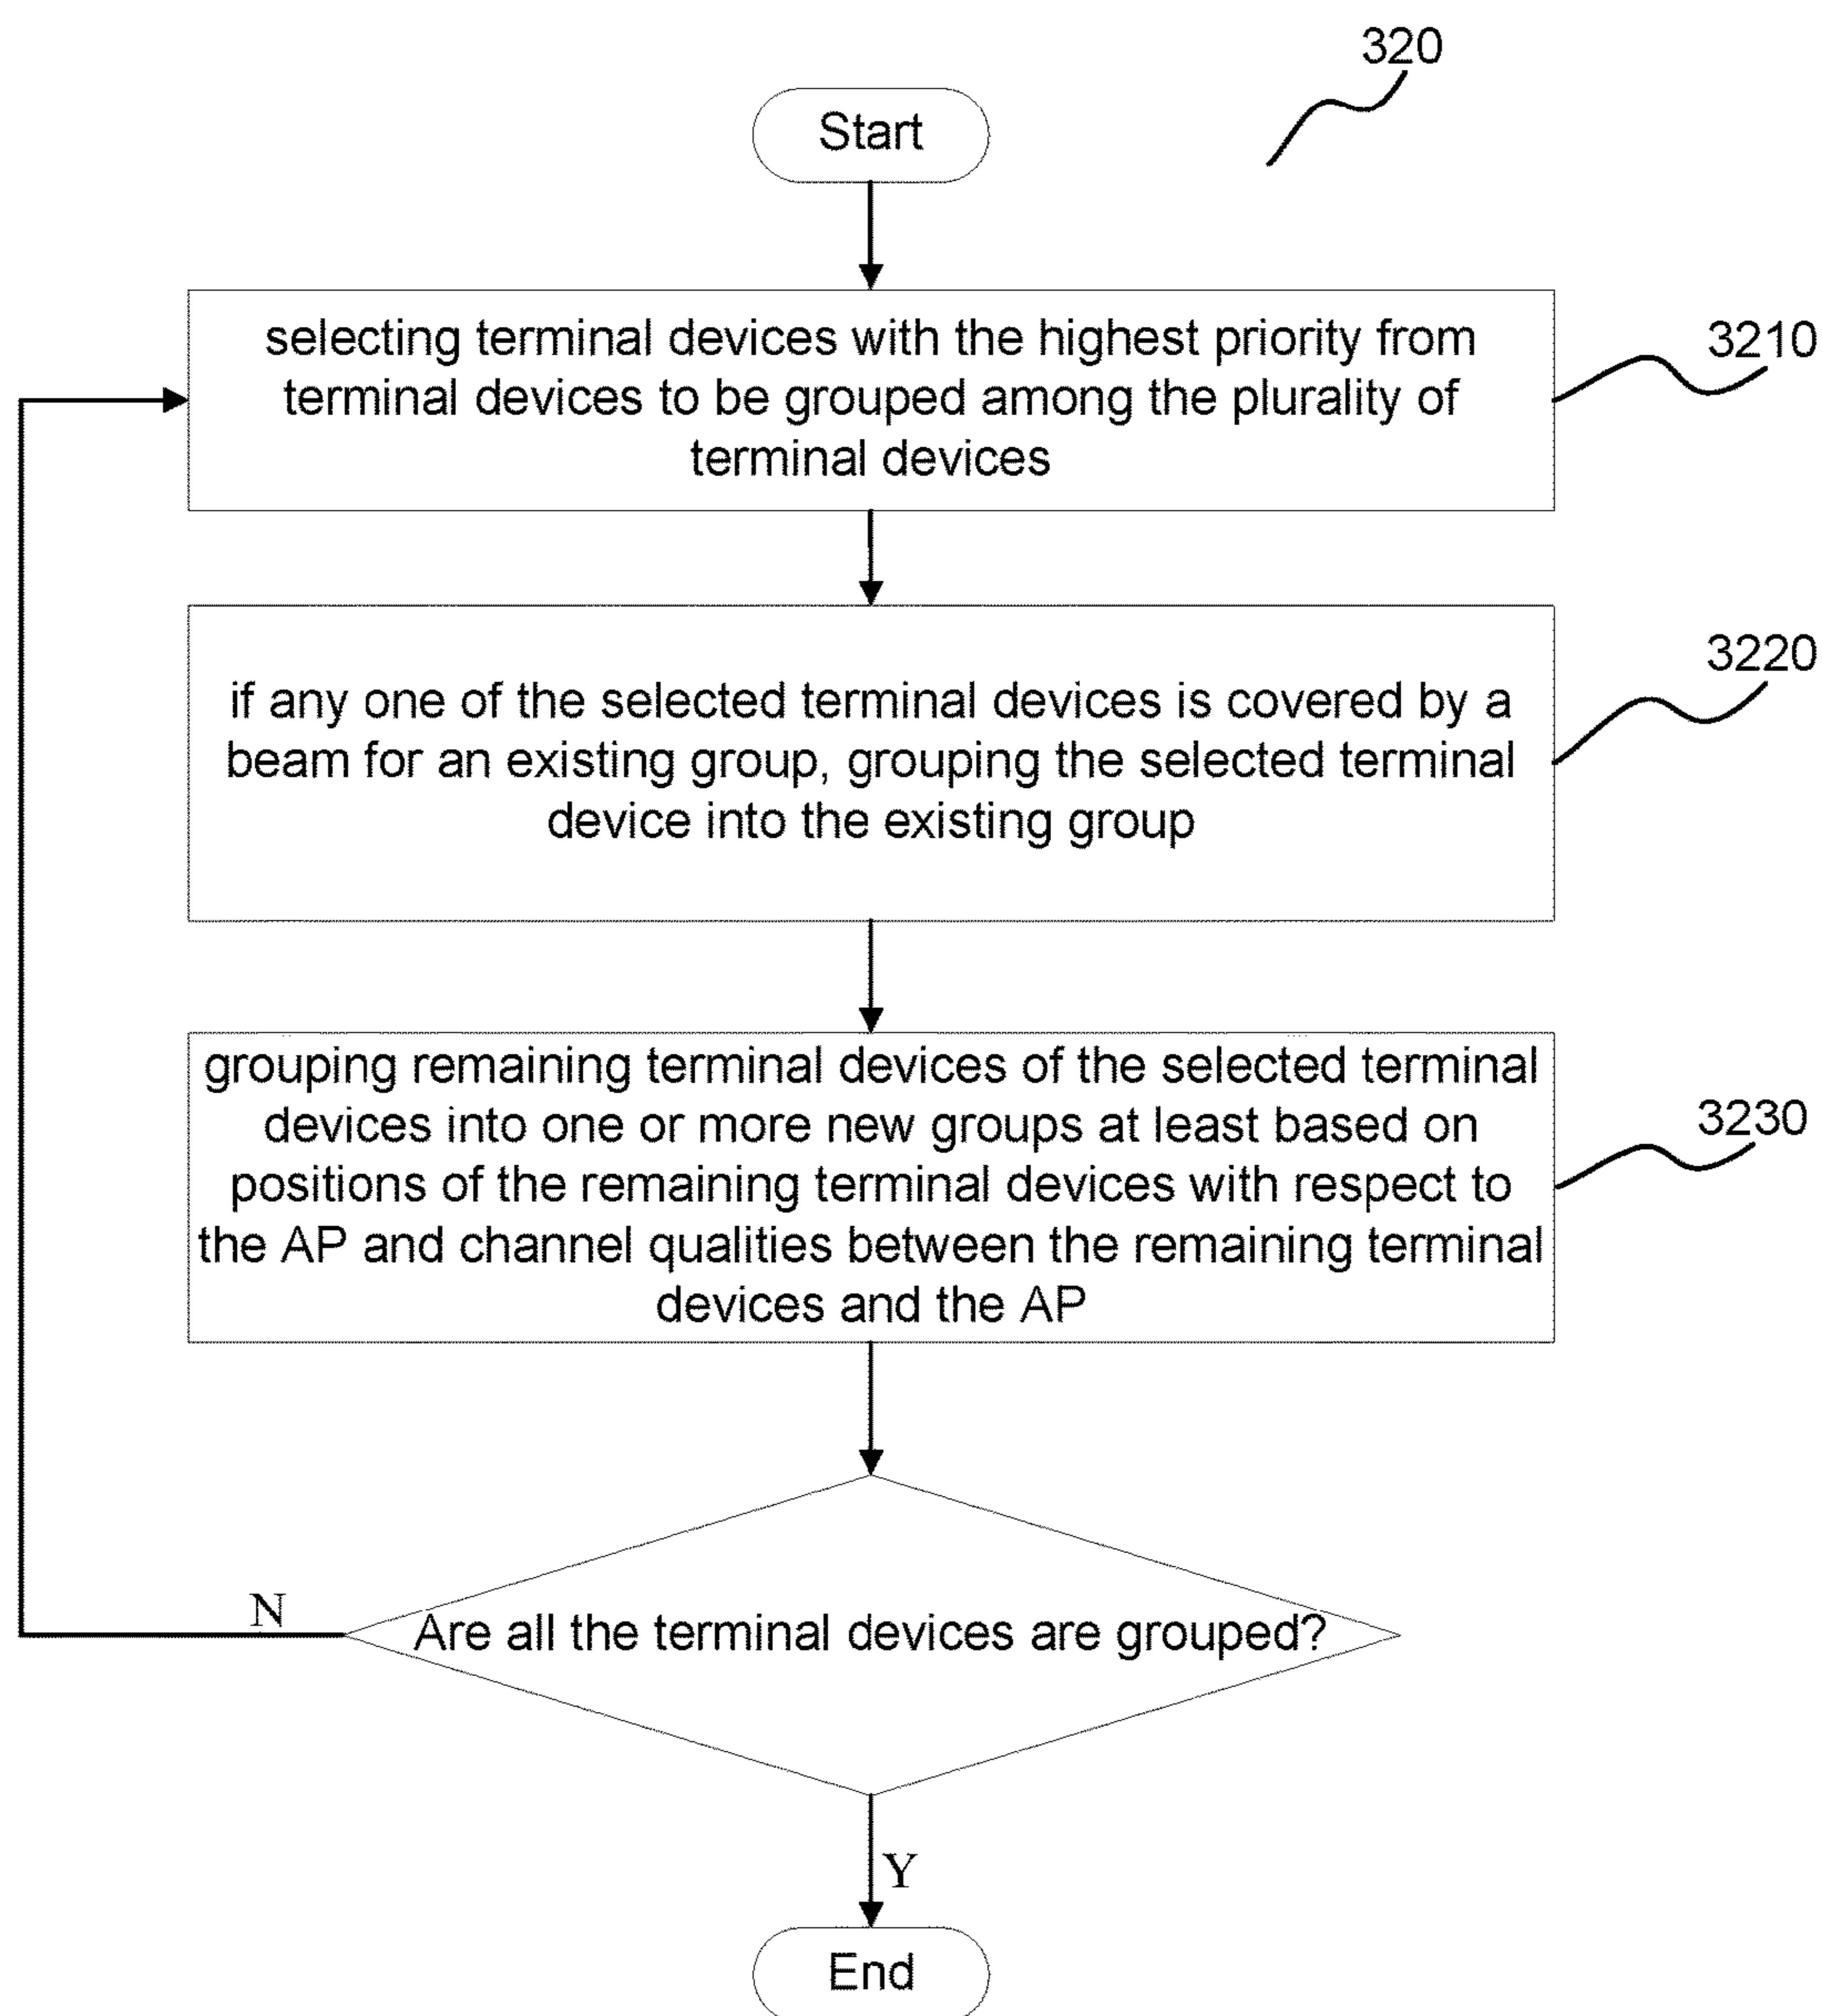 320
Start
selecting terminal devices with the highest priority from
terminal devices to be grouped among the plurality of
terminal devices
3210
if any one of the selected terminal devices is covered by a
beam for an existing group, grouping the selected terminal
device into the existing group
3220
grouping remaining terminal devices of the selected terminal
devices into one or more new groups at least based on
positions of the remaining terminal devices with respect to
the AP and channel qualities between the remaining terminal
devices and the AP
3230
N
Are all the terminal devices are grouped?
Y
End